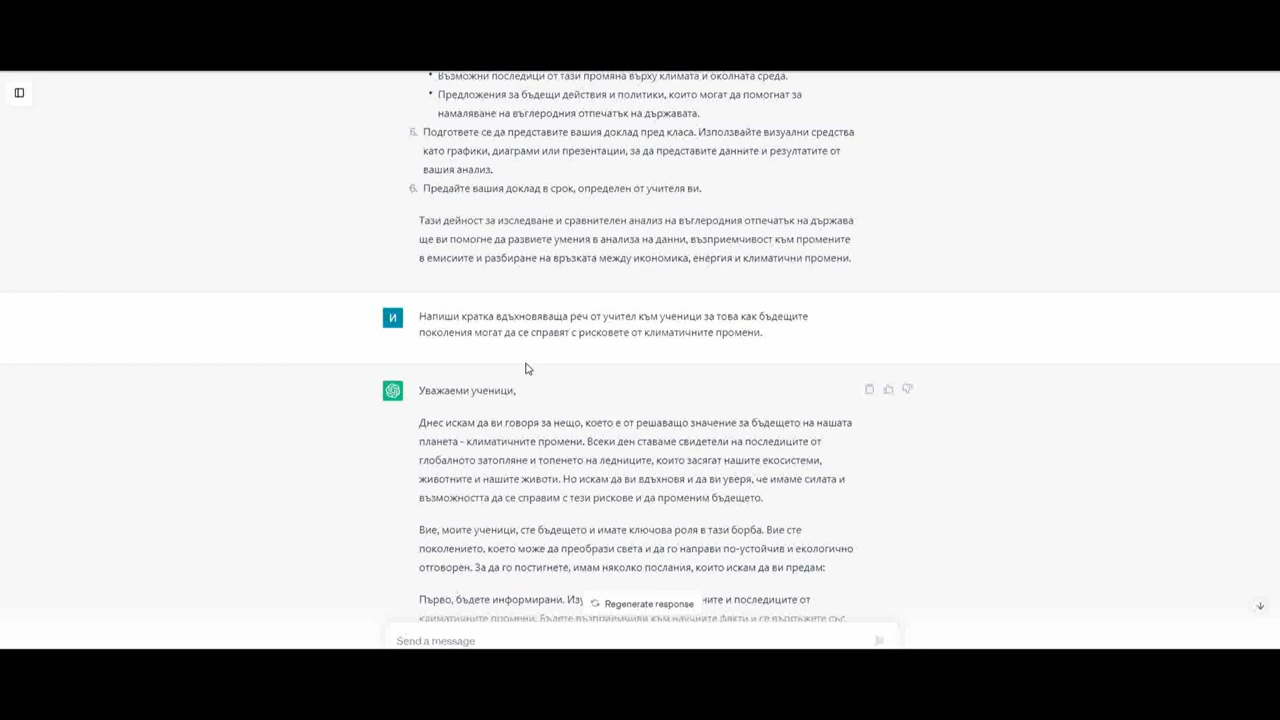 • Възможни последици от тази промяна върху климата и околната среда.
• Предложения за бъдещи действия и политики, които могат да помогнат за
намаляване на въглеродния отпечатък на държавата.
5. Подгответе се да представите вашия доклад пред класа. Използвайте визуални средства
като графики, диаграми или презентации, за да представите данните и резултатите от
вашия анализ.
6. Предайте вашия доклад в срок, определен от учителя ви.
Тази дейност за изследване и сравнителен анализ на въглеродния отпечатък на държава
ще ви помогне да развиете умения в анализа на данни, възприемчивост към промените
в емисиите и разбиране на връзката между икономика, енергия и климатични промени.
И
Напиши кратка вдъхновяваща реч от учител към ученици за това как бъдещите
поколения могат да се справят с рисковете от климатичните промени.
Уважаеми ученици,
Днес искам да ви говоря за нещо, което е от решаващо значение за бъдещето на нашата
планета - климатичните промени. Всеки ден ставаме свидетели на последиците от
глобалното затопляне и топенето на ледниците, които засягат нашите екосистеми,
животните и нашите животи. Но искам да ви вдъхновя и да ви уверя, че имаме силата и
възможността да се справим с тези рискове и да променим бъдещето.
Вие, моите ученици, сте бъдещето и имате ключова роля в тази борба. Вие сте
поколението, което може да преобрази света и да го направи по-устойчив и екологично
отговорен. За да го постигнете, имам няколко послания, които искам да ви предам:
Първо, бъдете информирани. и последиците от
Regenerate response
климатичните промени. Бъдете възприемчиви към научните факти и се въоръжете със
Send a message